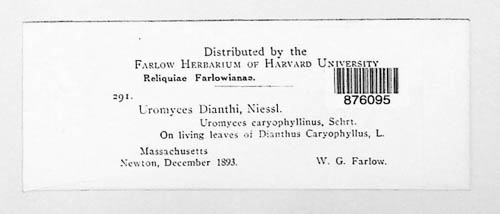 Distributed by the
FARLOW HERBARIUM OF HARVARD UNIVERSITY
Reliquiae Farlowianae.
876095
291.
Uromyces Dianthi, Niessl.
Uromyces caryophyllinus, Schrt.
On living leaves of Dianthus Caryophyllus, L.
Massachusetts
Newton, December 1893. W. G. Farlow.